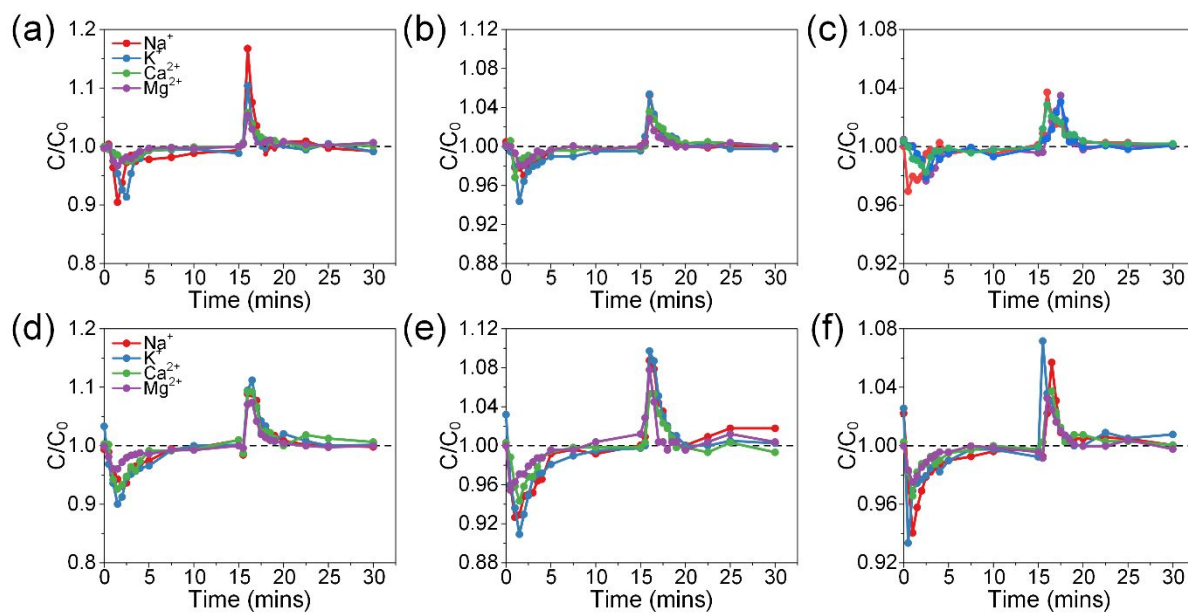 (a)
1.2
1.1
1.0
0.9
0.8
C/C₀
Na⁺
K⁺
Ca²⁺
Mg²⁺
0 5 10 15 20 25 30
Time (mins)
(b)
1.12
1.08
1.04
1.00
0.96
0.92
0.88
C/C₀
0 5 10 15 20 25 30
Time (mins)
(c)
1.08
1.04
1.00
0.96
0.92
C/C₀
0 5 10 15 20 25 30
Time (mins)
(d)
1.2
1.1
1.0
0.9
0.8
C/C₀
Na⁺
K⁺
Ca²⁺
Mg²⁺
0 5 10 15 20 25 30
Time (mins)
(e)
1.12
1.08
1.04
1.00
0.96
0.92
0.88
C/C₀
0 5 10 15 20 25 30
Time (mins)
(f)
1.08
1.04
1.00
0.96
0.92
C/C₀
0 5 10 15 20 25 30
Time (mins)